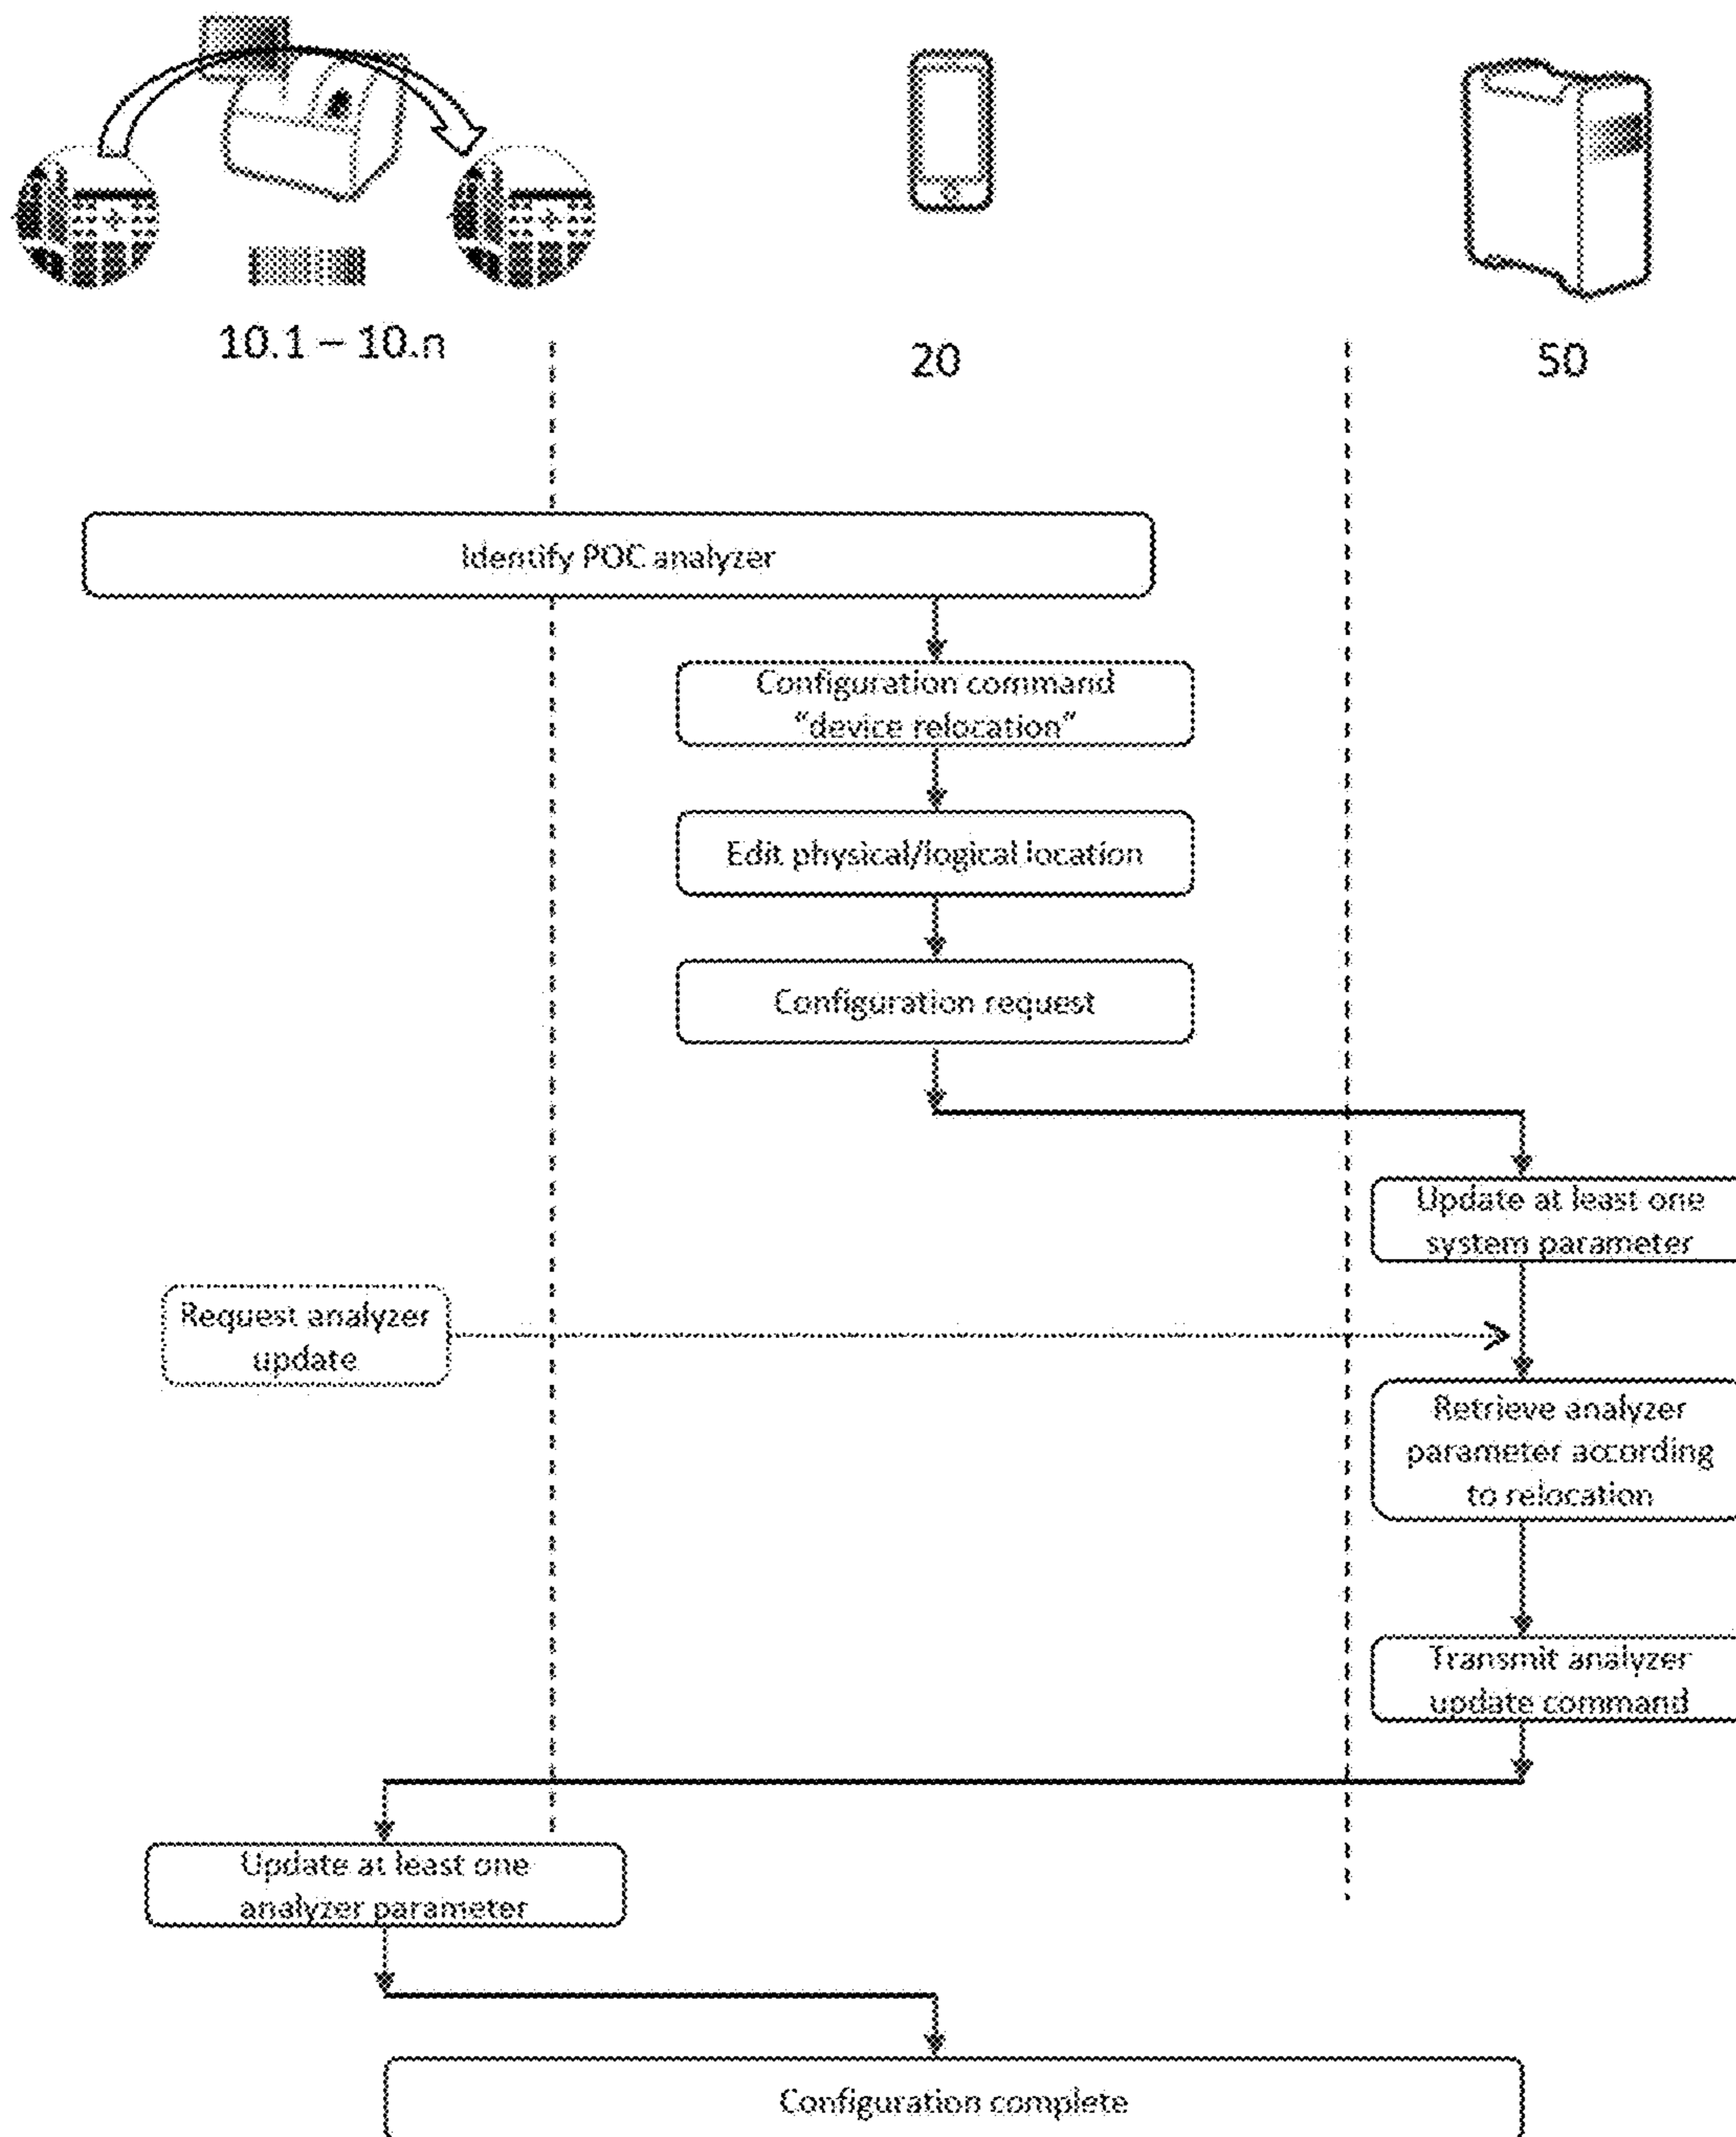 10.1 – 10.n
20
50
Identify POC analyzer
Configuration command
"device relocation"
Edit physical/logical location
Configuration request
Update at least one
system parameter
Request analyzer
update
Retrieve analyzer
parameter according
to relocation
Transmit analyzer
update command
Update at least one
analyzer parameter
Configuration complete